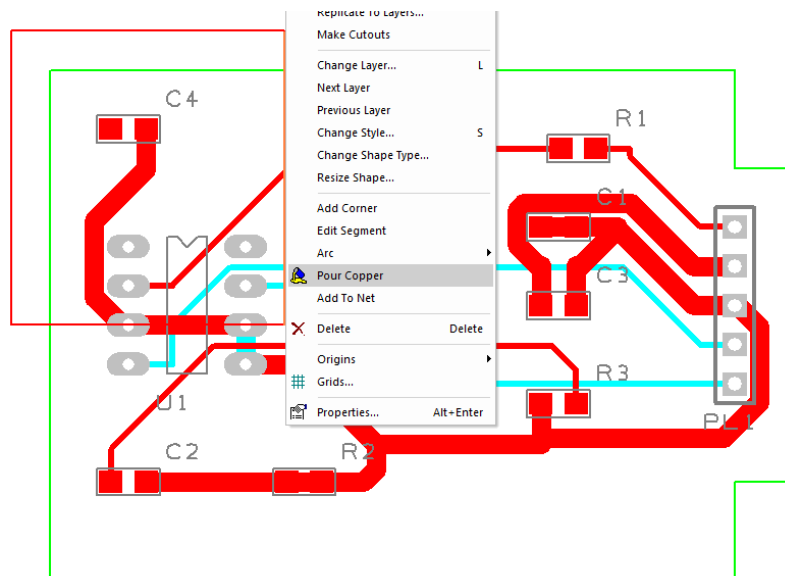 Replicate To Layers...
Make Cutouts
Change Layer... L
Next Layer
Previous Layer
Change Style... S
Change Shape Type...
Resize Shape...
Add Corner
Edit Segment
Arc
Pour Copper
Add To Net
Delete Delete
Origins
Grids...
Properties... Alt+Enter
C4
R1
C1
C3
U1
R3
PL1
C2
R2